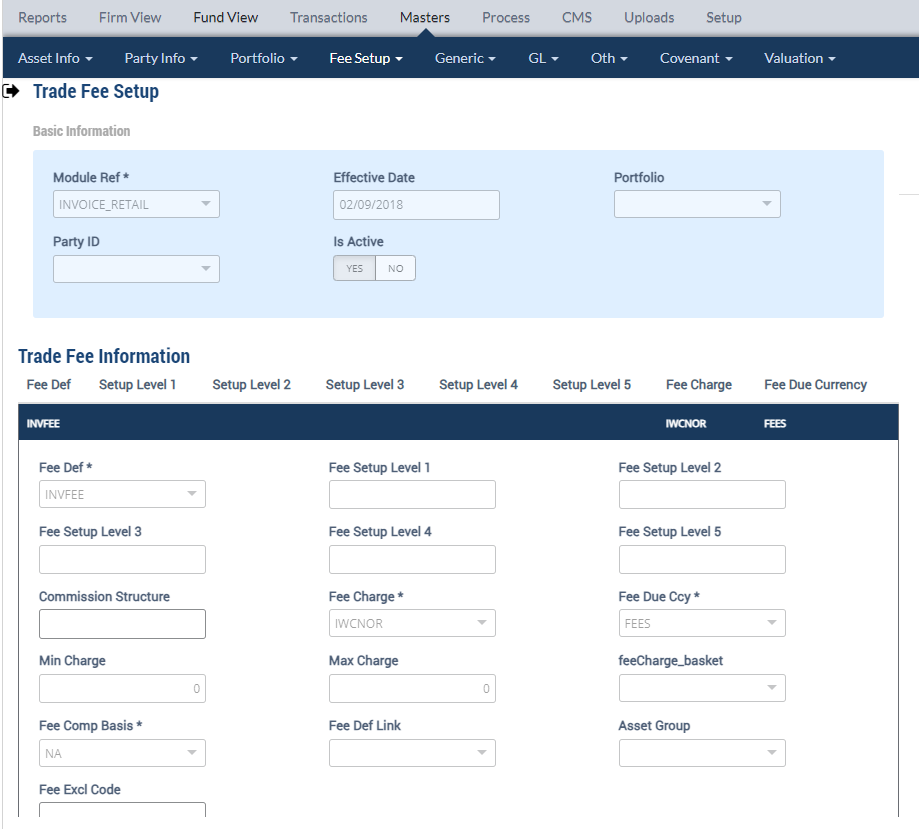 Reports Firm View Fund View Transactions Masters Process CMS Uploads Setup
Asset Info Party Info Portfolio Fee Setup Generic GL Oth Covenant Valuation
Trade Fee Setup
Basic Information
Module Ref * Effective Date Portfolio
INVOICE_RETAIL 02/09/2018
Party ID Is Active
YES NO
Trade Fee Information
Fee Def Setup Level 1 Setup Level 2 Setup Level 3 Setup Level 4 Setup Level 5 Fee Charge Fee Due Currency
INVFEE IWCNOR FEES
Fee Def * Fee Setup Level 1 Fee Setup Level 2
INVFEE
Fee Setup Level 3 Fee Setup Level 4 Fee Setup Level 5
Commission Structure Fee Charge * Fee Due Ccy *
IWCNOR FEES
Min Charge Max Charge feeCharge_basket
0 0
Fee Comp Basis * Fee Def Link Asset Group
NA
Fee Excl Code